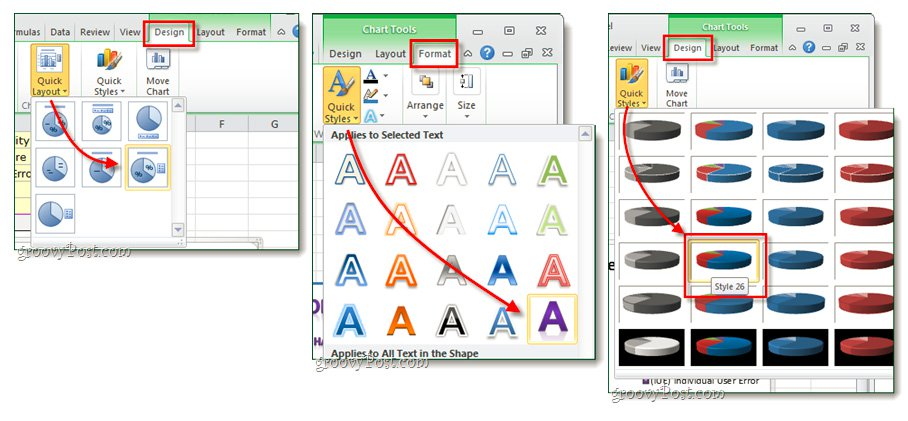 rmulas Data Review View Design Layout Format
Quick Layout
Quick Styles
Move Chart
F G
ity
re
Erro
groovyPost.com
Chart Tools
Design Layout Format
Quick Styles
Arrange
Size
W
Applies to Selected Text
Applies to All Text in the Shape
groovyPost.com
Chart Tools
eview View Design Layout Format
Quick Styles
Move Chart
Style 26
(IUE) Individual User Error
groovyPost.com